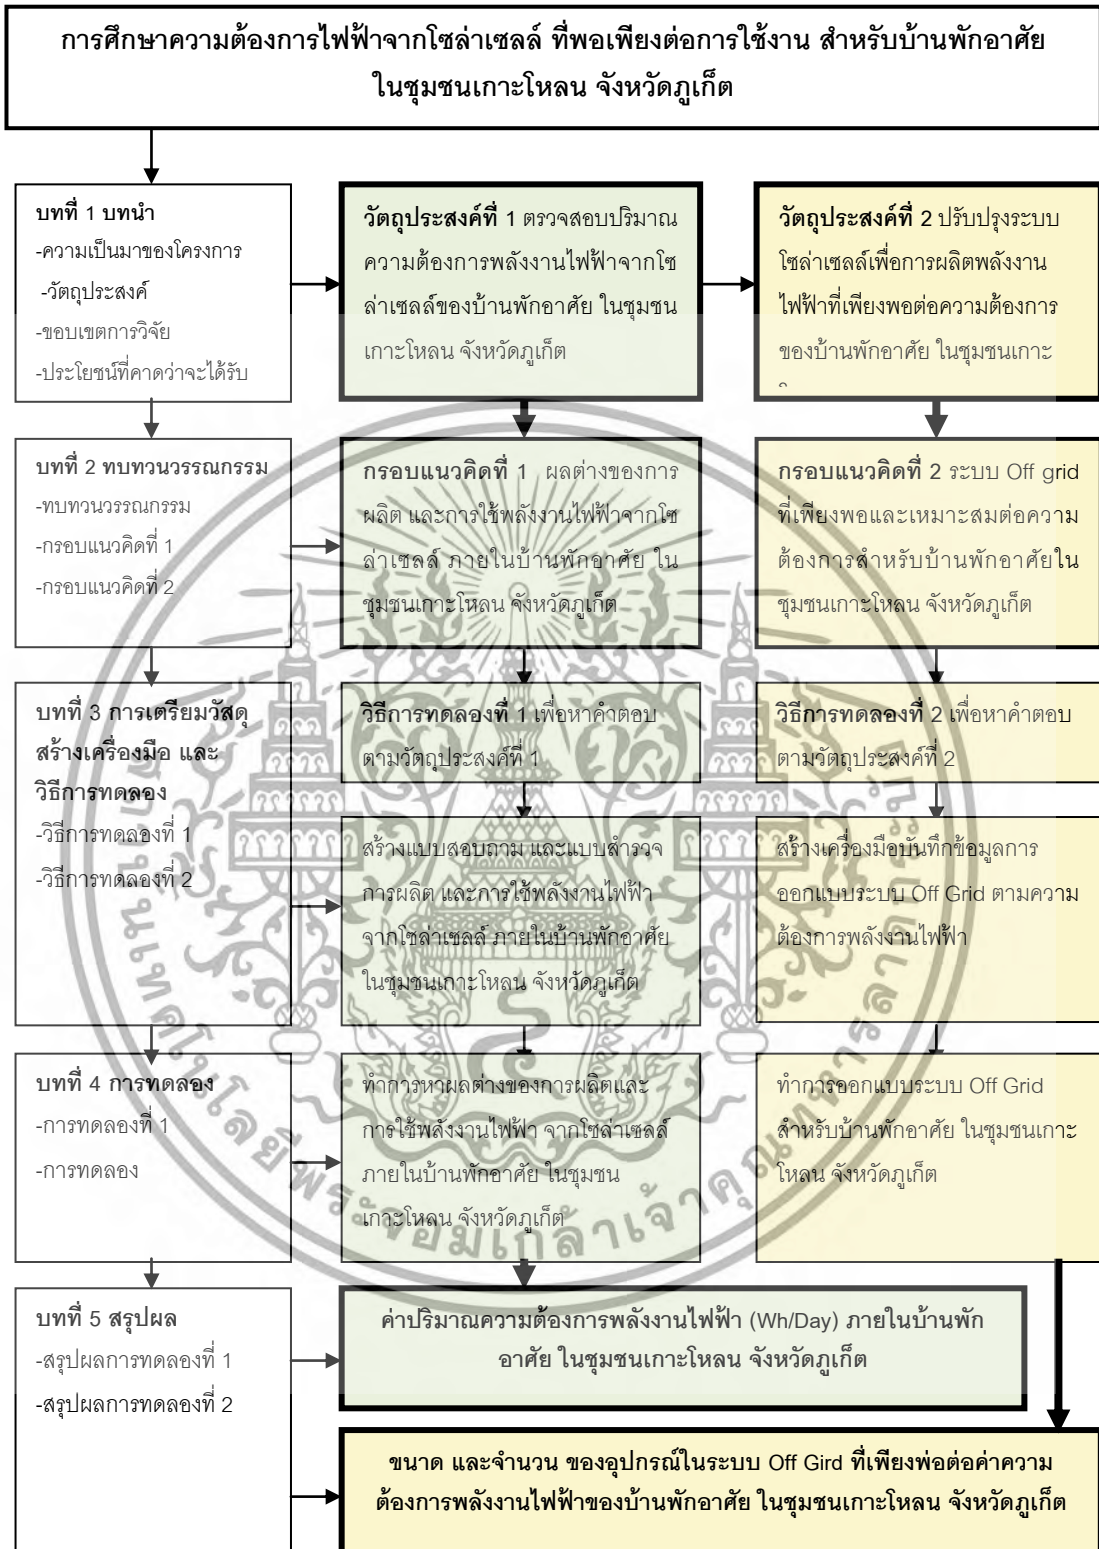 การศึกษาความต้องการไฟฟ้าจากโซล่าเซลล์ ที่พอเพียงต่อการใช้งาน สำหรับบ้านพักอาศัย
ในชุมชนเกาะโหลน จังหวัดภูเก็ต
บทที่ 1 บทนำ
-ความเป็นมาของโครงการ
-วัตถุประสงค์
-ขอบเขตการวิจัย
-ประโยชน์ที่คาดว่าจะได้รับ
วัตถุประสงค์ที่ 1 ตรวจสอบปริมาณ
ความต้องการพลังงานไฟฟ้าจากโซ
ล่าเซลล์ของบ้านพักอาศัย ในชุมชน
เกาะโหลน จังหวัดภูเก็ต
วัตถุประสงค์ที่ 2 ปรับปรุงระบบ
โซล่าเซลล์เพื่อการผลิตพลังงาน
ไฟฟ้าที่เพียงพอต่อความต้องการ
ของบ้านพักอาศัย ในชุมชนเกาะ
บทที่ 2 ทบทวนวรรณกรรม
-ทบทวนวรรณกรรม
-กรอบแนวคิดที่ 1
-กรอบแนวคิดที่ 2
กรอบแนวคิดที่ 1 ผลต่างของการ
ผลิต และการใช้พลังงานไฟฟ้าจากโซ
ล่าเซลล์ ภายในบ้านพักอาศัย ใน
ชุมชนเกาะโหลน จังหวัดภูเก็ต
กรอบแนวคิดที่ 2 ระบบ Off grid
ที่เพียงพอและเหมาะสมต่อความ
ต้องการสำหรับบ้านพักอาศัยใน
ชุมชนเกาะโหลน จังหวัดภูเก็ต
บทที่ 3 การเตรียมวัสดุ
สร้างเครื่องมือ และ
วิธีการทดลอง
-วิธีการทดลองที่ 1
-วิธีการทดลองที่ 2
วิธีการทดลองที่ 1 เพื่อหาคำตอบ
ตามวัตถุประสงค์ที่ 1
วิธีการทดลองที่ 2 เพื่อหาคำตอบ
ตามวัตถุประสงค์ที่ 2
สร้างแบบสอบถาม และแบบสำรวจ
การผลิต และการใช้พลังงานไฟฟ้า
จากโซล่าเซลล์ ภายในบ้านพักอาศัย
ในชุมชนเกาะโหลน จังหวัดภูเก็ต
สร้างเครื่องมือบันทึกข้อมูลการ
ออกแบบระบบ Off Grid ตามความ
ต้องการพลังงานไฟฟ้า
บทที่ 4 การทดลอง
-การทดลองที่ 1
-การทดลอง
ทำการหาผลต่างของการผลิตและ
การใช้พลังงานไฟฟ้า จากโซล่าเซลล์
ภายในบ้านพักอาศัย ในชุมชน
เกาะโหลน จังหวัดภูเก็ต
ทำการออกแบบระบบ Off Grid
สำหรับบ้านพักอาศัย ในชุมชนเกาะ
โหลน จังหวัดภูเก็ต
บทที่ 5 สรุปผล
-สรุปผลการทดลองที่ 1
-สรุปผลการทดลองที่ 2
ค่าปริมาณความต้องการพลังงานไฟฟ้า (Wh/Day) ภายในบ้านพัก
อาศัย ในชุมชนเกาะโหลน จังหวัดภูเก็ต
ขนาด และจำนวน ของอุปกรณ์ในระบบ Off Gird ที่เพียงพ่อต่อค่าความ
ต้องการพลังงานไฟฟ้าของบ้านพักอาศัย ในชุมชนเกาะโหลน จังหวัดภูเก็ต
สถาบันเทคโนโลยีพระจอมเกล้าเจ้าคุณทหารลาดกระบัง